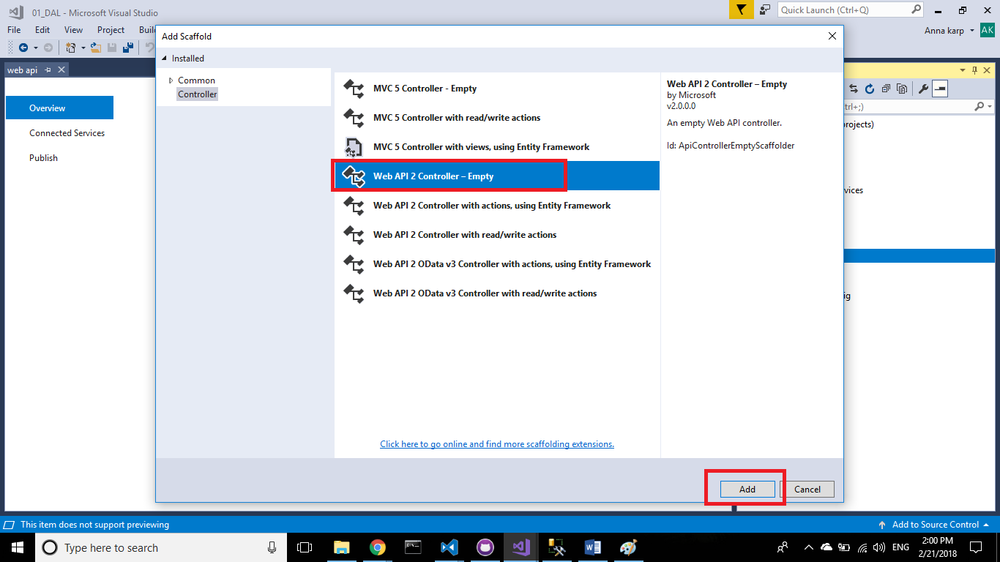 01_DAL - Microsoft Visual Studio
Quick Launch (Ctrl+Q)
File Edit View Project
Anna karp AK
Add Scaffold
Installed
web api
Common
Controller
Overview
Connected Services
Publish
MVC 5 Controller - Empty
MVC 5 Controller with read/write actions
MVC 5 Controller with views, using Entity Framework
Web API 2 Controller – Empty
Web API 2 Controller with actions, using Entity Framework
Web API 2 Controller with read/write actions
Web API 2 OData v3 Controller with actions, using Entity Framework
Web API 2 OData v3 Controller with read/write actions
Web API 2 Controller – Empty
by Microsoft
v2.0.0.0
An empty Web API controller.
Id: ApiControllerEmptyScaffolder
Click here to go online and find more scaffolding extensions.
Add
Cancel
This item does not support previewing
Add to Source Control
Type here to search
ENG
2:00 PM
2/21/2018